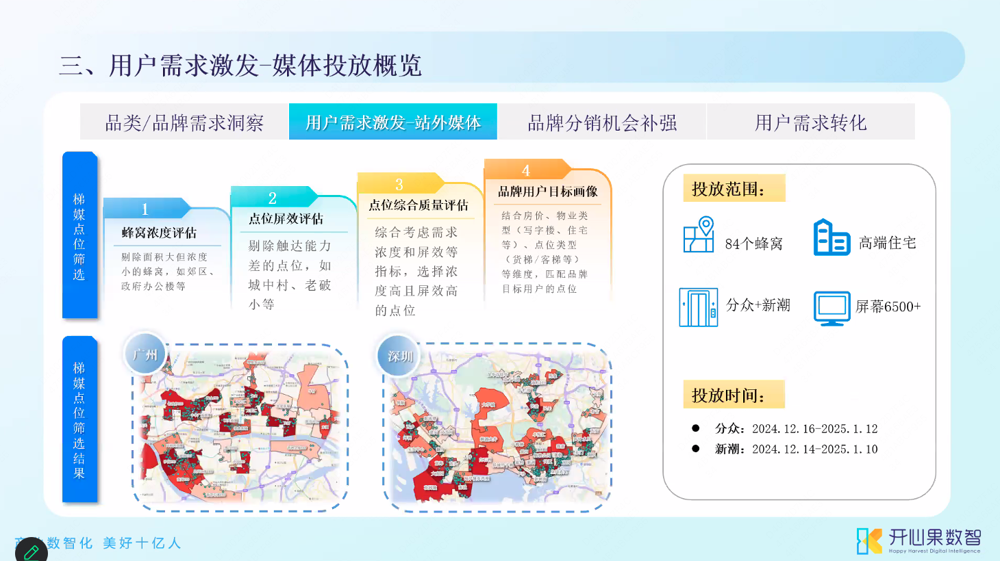 三、用户需求激发-媒体投放概览
品类/品牌需求洞察
用户需求激发-站外媒体
品牌分销机会补强
用户需求转化
梯媒点位筛选
1
蜂窝浓度评估
剔除面积大但浓度
小的蜂窝，如郊区、
政府办公楼等
2
点位屏效评估
剔除触达能力
差的点位，如
城中村、老破
小等
3
点位综合质量评估
综合考虑需求
浓度和屏效等
指标，选择浓
度高且屏效高
的点位
4
品牌用户目标画像
结合房价、物业类
型（写字楼、住宅
等）、点位类型
（货梯/客梯等）
等维度，匹配品牌
目标用户的点位
梯媒点位筛选结果
广州
深圳
投放范围：
84个蜂窝
高端住宅
分众+新潮
屏幕6500+
投放时间：
分众：2024.12.16-2025.1.12
新潮：2024.12.14-2025.1.10
数智化 美好十亿人
开心果数智
Happy Harvest Digital Intelligence